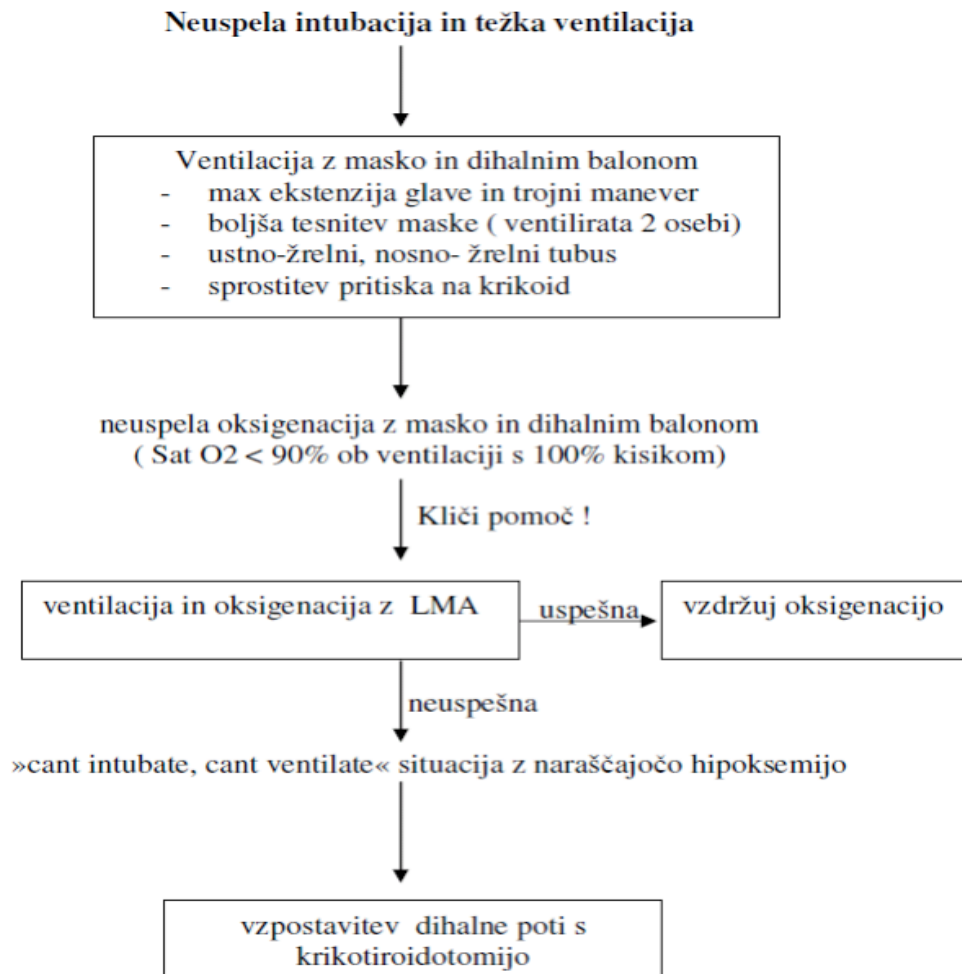 Neuspela intubacija in težka ventilacija
Ventilacija z masko in dihalnim balonom
- max ekstenzija glave in trojni manever
- boljša tesnitev maske ( ventilirata 2 osebi)
- ustno-žrelni, nosno- žrelni tubus
- sprostitev pritiska na krikoid
neuspela oksigenacija z masko in dihalnim balonom
( Sat O2 < 90% ob ventilaciji s 100% kisikom)
Kliči pomoč !
ventilacija in oksigenacija z LMA
uspešna
vzdržuj oksigenacijo
neuspešna
»cant intubate, cant ventilate« situacija z naraščajočo hipoksemijo
vzpostavitev dihalne poti s
krikotiroidotomijo